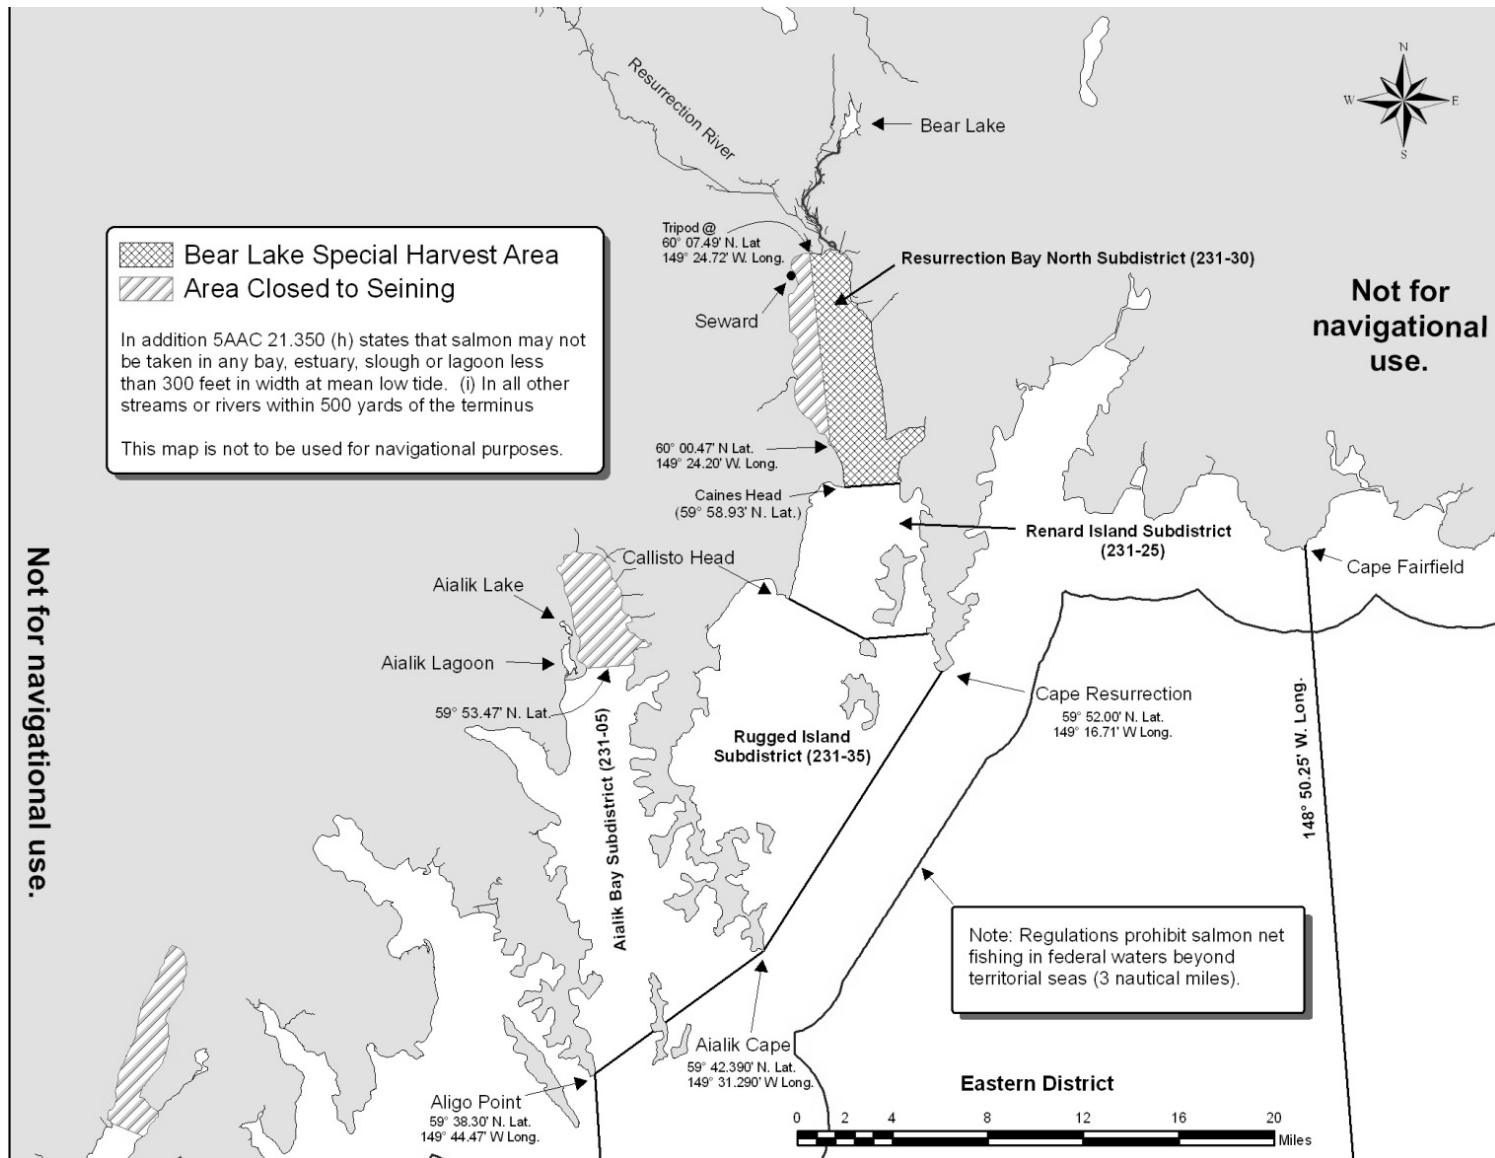 Resurrection River
Bear Lake
N
W
E
S
Tripod @
60° 07.49' N. Lat
149° 24.72' W. Long.
Resurrection Bay North Subdistrict (231-30)
Seward
Bear Lake Special Harvest Area
Area Closed to Seining
In addition 5AAC 21.350 (h) states that salmon may not
be taken in any bay, estuary, slough or lagoon less
than 300 feet in width at mean low tide. (i) In all other
streams or rivers within 500 yards of the terminus
This map is not to be used for navigational purposes.
Not for
navigational
use.
60° 00.47' N Lat.
149° 24.20' W. Long.
Caines Head
(59° 58.93' N. Lat.)
Renard Island Subdistrict
(231-25)
Cape Fairfield
Callisto Head
Aialik Lake
Aialik Lagoon
59° 53.47' N. Lat.
Not for navigational use.
Cape Resurrection
59° 52.00' N. Lat.
149° 16.71' W Long.
Rugged Island
Subdistrict (231-35)
Aialik Bay Subdistrict (231-05)
148° 50.25' W. Long.
Note: Regulations prohibit salmon net
fishing in federal waters beyond
territorial seas (3 nautical miles).
Aialik Cape
59° 42.390' N. Lat.
149° 31.290' W Long.
Aligo Point
59° 38.30' N. Lat.
149° 44.47' W Long.
Eastern District
0 2 4 8 12 16 20
Miles